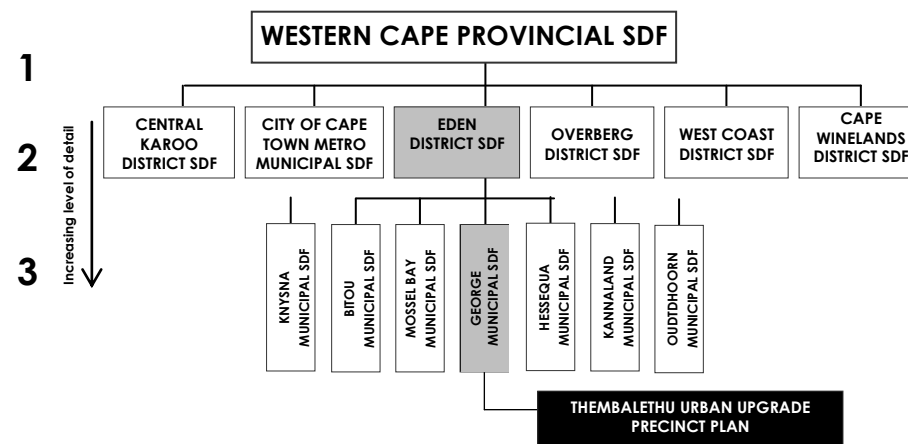 WESTERN CAPE PROVINCIAL SDF
1
CENTRAL
KAROO
DISTRICT SDF
CITY OF CAPE
TOWN METRO
MUNICIPAL SDF
EDEN
DISTRICT SDF
OVERBERG
DISTRICT SDF
WEST COAST
DISTRICT SDF
CAPE
WINELANDS
DISTRICT SDF
2
Increasing level of detail
3
KNYSNA
MUNICIPAL SDF
BITOU
MUNICIPAL SDF
MOSSEL BAY
MUNICIPAL SDF
GEORGE
MUNICIPAL SDF
HESSEQUA
MUNICIPAL SDF
KANNALAND
MUNICIPAL SDF
OUDTDHOORN
MUNICIPAL SDF
THEMBALETHU URBAN UPGRADE
PRECINCT PLAN